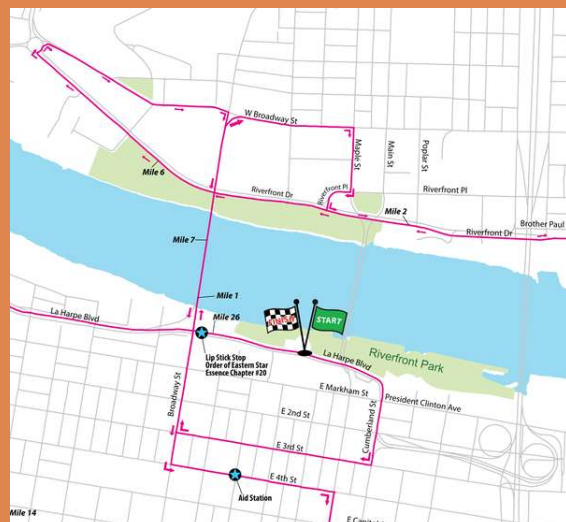 W Broadway St
Maple St
Main St
Poplar St
Mile 6
Riverfront Dr
Riverfront Pl
Riverfront Pl
Mile 2
Brother Paul
Riverfront Dr
Mile 7
Mile 1
La Harpe Blvd
Mile 26
FINISH
START
Lip Stick Stop
Order of Eastern Star
Essence Chapter #20
La Harpe Blvd
Riverfront Park
E Markham St
President Clinton Ave
Broadway St
E 2nd St
Cumberland St
E 3rd St
E 4th St
Aid Station
Mile 14
E Capitol